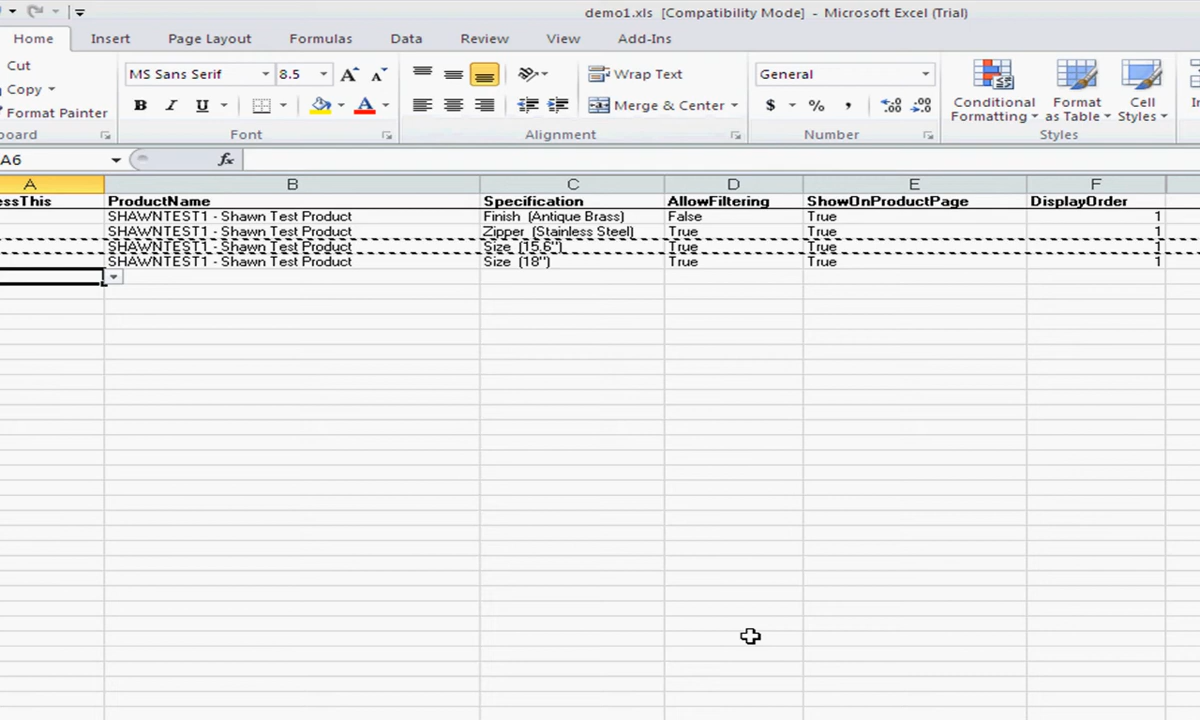 demo1.xls [Compatibility Mode] - Microsoft Excel (Trial)
Home Insert Page Layout Formulas Data Review View Add-Ins
Cut MS Sans Serif 8.5 A A Wrap Text General
Copy B I U A Merge & Center $ % , .00 Conditional Formatting Format as Table Cell Styles
Format Painter
Font Alignment Number Styles
A6 fx
A B C D E F
essThis ProductName Specification AllowFiltering ShowOnProductPage DisplayOrder
SHAWNTEST1 - Shawn Test Product Finish (Antique Brass) False True 1
SHAWNTEST1 - Shawn Test Product Zipper (Stainless Steel) True True 1
SHAWNTEST1 - Shawn Test Product Size (15.6") True True 1
SHAWNTEST1 - Shawn Test Product Size (18") True True 1